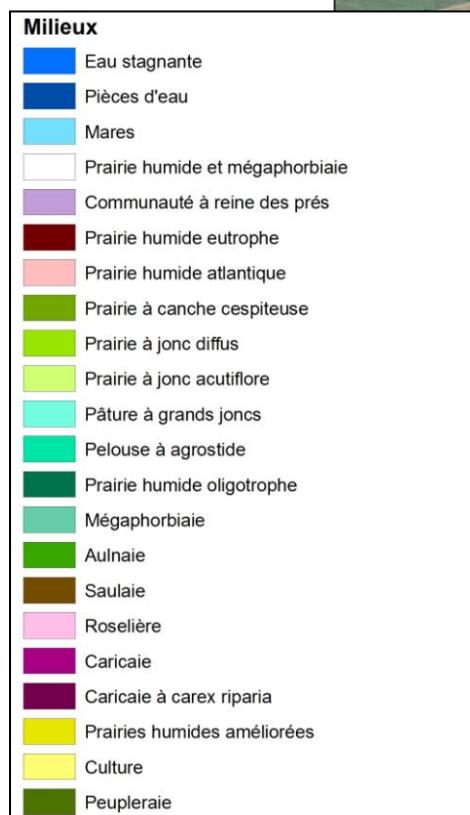 Milieux
Eau stagnante
Pièces d'eau
Mares
Prairie humide et mégaphorbiaie
Communauté à reine des prés
Prairie humide eutrophe
Prairie humide atlantique
Prairie à canche cespiteuse
Prairie à jonc diffus
Prairie à jonc acutiflore
Pâture à grands joncs
Pelouse à agrostide
Prairie humide oligotrophe
Mégaphorbiaie
Aulnaie
Saulaie
Roselière
Caricaie
Caricaie à carex riparia
Prairies humides améliorées
Culture
Peupleraie